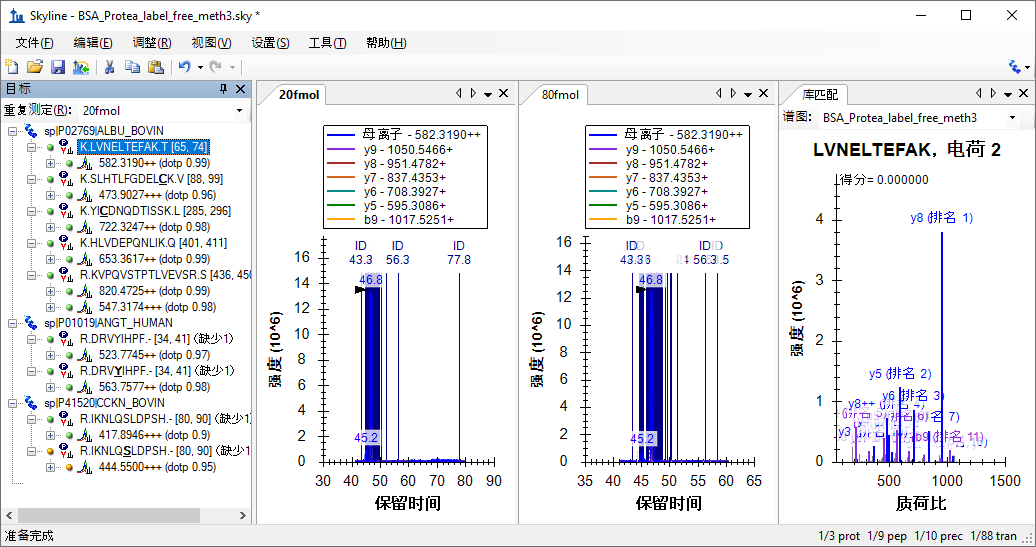 Skyline - BSA_Protea_label_free_meth3.sky *
文件(F) 编辑(E) 调整(R) 视图(V) 设置(S) 工具(T) 帮助(H)
目标
重复测定(R): 20fmol
sp|P02769|ALBU_BOVIN
K.LVNELTEFAK.T [65, 74]
582.3190++ (dotp 0.99)
K.SLHTLFGDELCK.V [88, 99]
473.9027+++ (dotp 0.96)
K.YICDNQDTISSK.L [285, 296]
722.3247++ (dotp 0.98)
K.HLVDEPQNLIK.Q [401, 411]
653.3617++ (dotp 0.99)
R.KVPQVSTPTLVEVSR.S [436, 450
820.4725++ (dotp 0.99)
547.3174+++ (dotp 0.98)
sp|P01019|ANGT_HUMAN
R.DRVYIHPF.- [34, 41] (缺少1)
523.7745++ (dotp 0.97)
R.DRVYIHPF.- [34, 41] (缺少1)
563.7577++ (dotp 0.98)
sp|P41520|CCKN_BOVIN
R.IKNLQSLDPSH.- [80, 90] (缺少1
417.8946+++ (dotp 0.9)
R.IKNLQSLDPSH.- [80, 90] (缺少1
444.5500+++ (dotp 0.95)
20fmol
母离子 - 582.3190++
y9 - 1050.5466+
y8 - 951.4782+
y7 - 837.4353+
y6 - 708.3927+
y5 - 595.3086+
b9 - 1017.5251+
ID ID ID
43.3 56.3 77.8
46.8
45.2
强度 (10^6)
16
14
12
10
8
6
4
2
0
30 40 50 60 70 80 90
保留时间
80fmol
母离子 - 582.3190++
y9 - 1050.5466+
y8 - 951.4782+
y7 - 837.4353+
y6 - 708.3927+
y5 - 595.3086+
b9 - 1017.5251+
ID ID ID
46.8
45.2
强度 (10^6)
16
14
12
10
8
6
4
2
0
35 40 45 50 55 60 65
保留时间
库匹配
谱图: BSA_Protea_label_free_meth3
LVNELTEFAK, 电荷 2
得分= 0.000000
y8 (排名 1)
y5 (排名 2)
y6 (排名 3)
强度 (10^6)
4
3
2
1
0
500 1000 1500
质荷比
准备完成
1/3 prot 1/9 pep 1/10 prec 1/88 tran